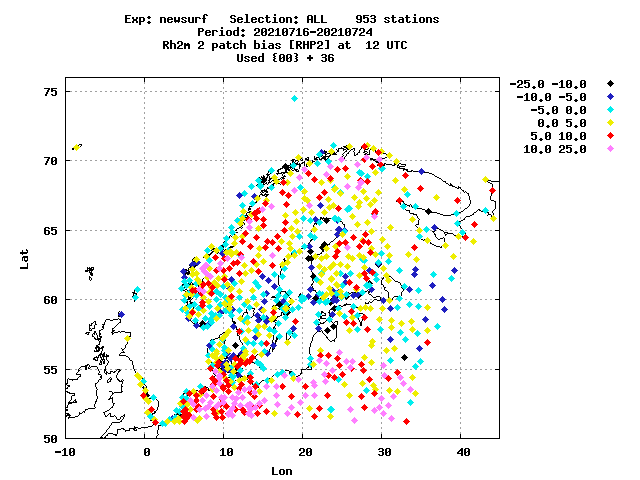 Exp: newsurf Selection: ALL 953 stations
Period: 20210716-20210724
Rh2m 2 patch bias [RHP2] at 12 UTC
Used {00} + 36
-25.0 -10.0
-10.0 -5.0
-5.0 0.0
0.0 5.0
5.0 10.0
10.0 25.0
75
70
65
60
55
50
Lat
-10 0 10 20 30 40
Lon